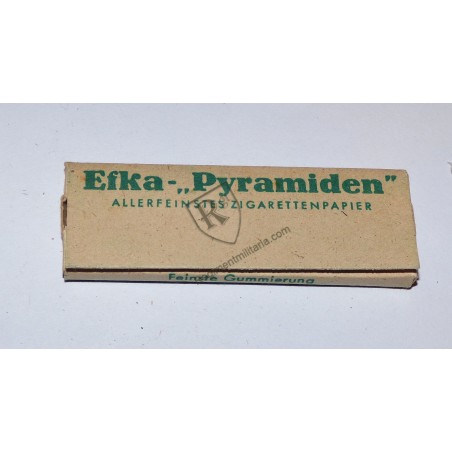 Efka-„Pyramiden”
ALLERFEINSTES ZIGARETTENPAPIER
R
Feinste Gummierung